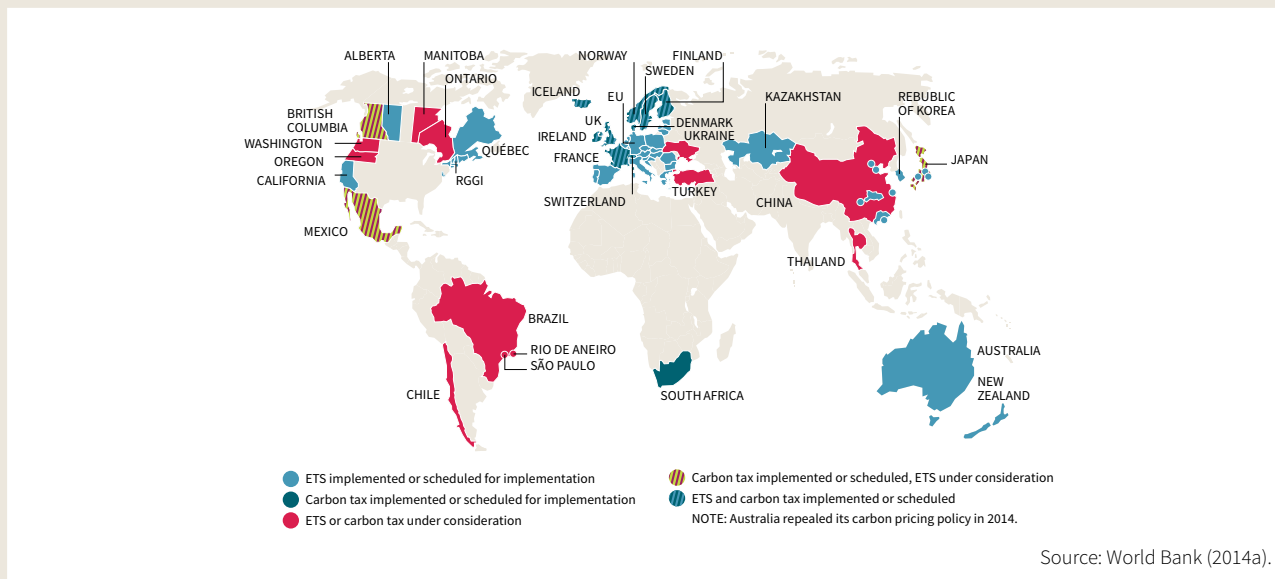 ALBERTA
MANITOBA
ONTARIO
NORWAY
FINLAND
SWEDEN
ICELAND
EU
KAZAKHSTAN
REPUBLIC
OF KOREA
BRITISH
COLUMBIA
UK
DENMARK
UKRAINE
WASHINGTON
IRELAND
QUÉBEC
OREGON
FRANCE
JAPAN
CALIFORNIA
RGGI
TURKEY
SWITZERLAND
CHINA
MEXICO
THAILAND
BRAZIL
RIO DE ANEIRO
SÃO PAULO
AUSTRALIA
CHILE
SOUTH AFRICA
NEW
ZEALAND
ETS implemented or scheduled for implementation
Carbon tax implemented or scheduled for implementation
ETS or carbon tax under consideration
Carbon tax implemented or scheduled, ETS under consideration
ETS and carbon tax implemented or scheduled
NOTE: Australia repealed its carbon pricing policy in 2014.
Source: World Bank (2014a).